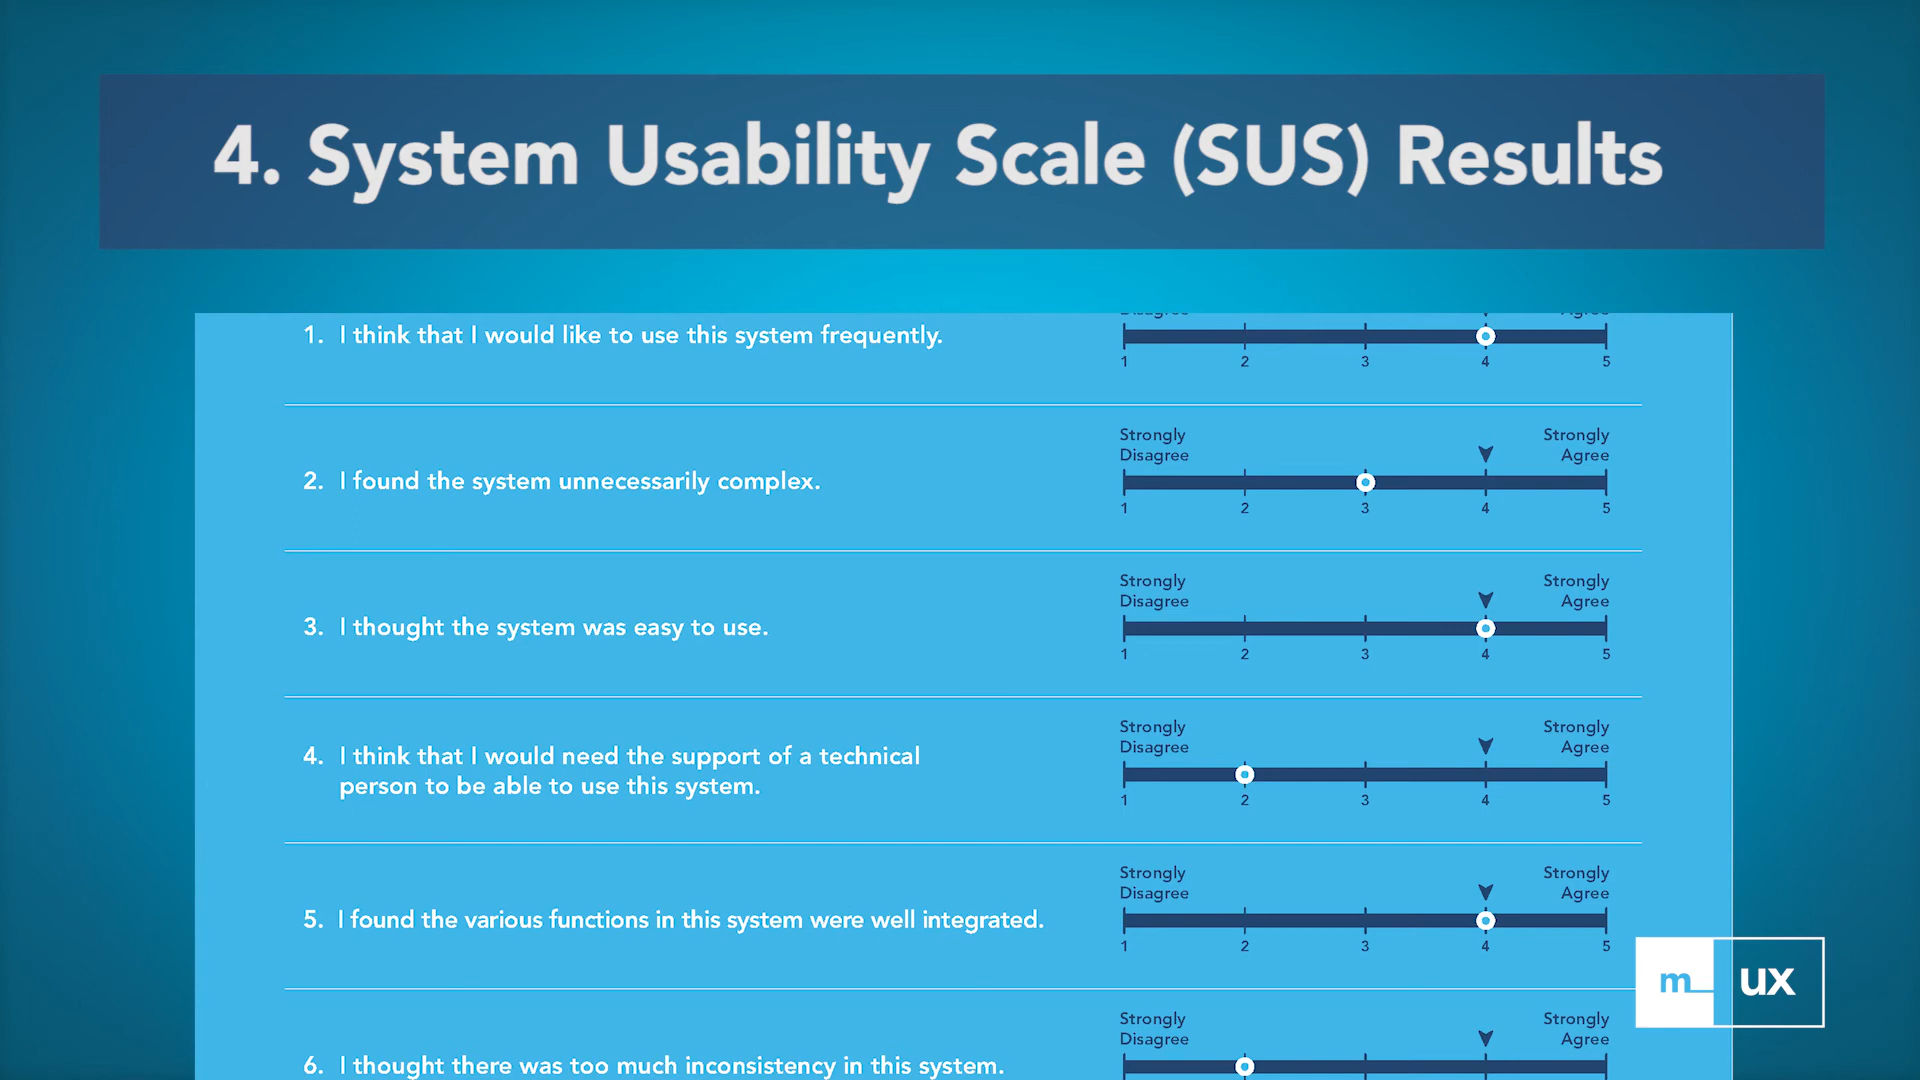 4. System Usability Scale (SUS) Results
Disagree Agree
1. I think that I would like to use this system frequently.
1 2 3 4 5
Strongly Strongly
Disagree Agree
2. I found the system unnecessarily complex.
1 2 3 4 5
Strongly Strongly
Disagree Agree
3. I thought the system was easy to use.
1 2 3 4 5
Strongly Strongly
Disagree Agree
4. I think that I would need the support of a technical
person to be able to use this system.
1 2 3 4 5
Strongly Strongly
Disagree Agree
5. I found the various functions in this system were well integrated.
1 2 3 4 5
m_ UX
Strongly Strongly
Disagree Agree
6. I thought there was too much inconsistency in this system.